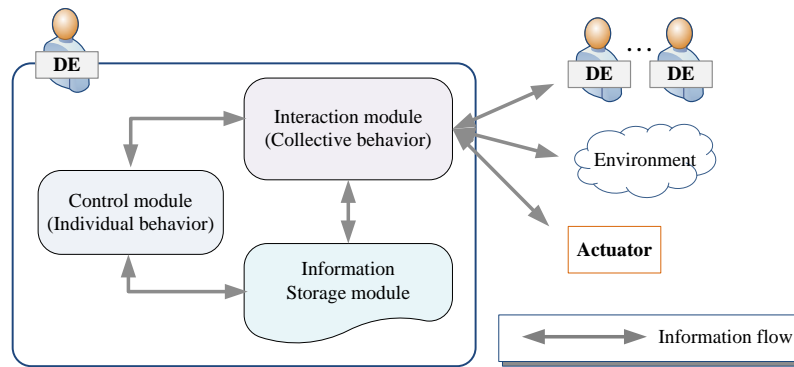 DE
Interaction module
(Collective behavior)
Control module
(Individual behavior)
Information
Storage module
...
DE DE
Environment
Actuator
Information flow